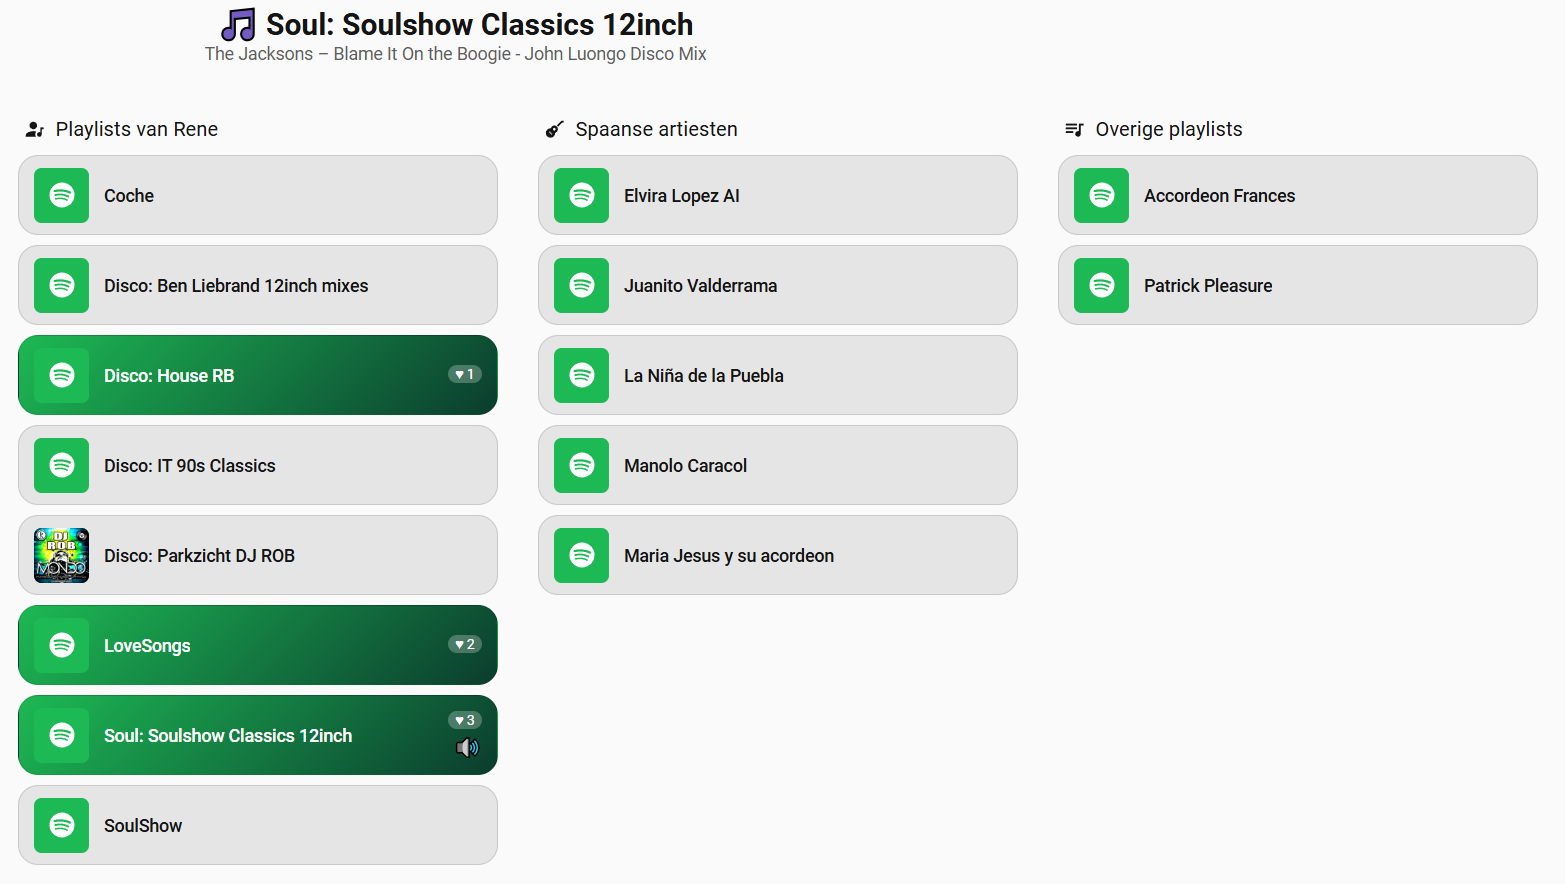 Soul: Soulshow Classics 12inch
The Jacksons – Blame It On the Boogie - John Luongo Disco Mix
Playlists van Rene
Coche
Disco: Ben Liebrand 12inch mixes
Disco: House RB
♥ 1
Disco: IT 90s Classics
DJ
ROB
MONDO
Disco: Parkzicht DJ ROB
LoveSongs
♥ 2
Soul: Soulshow Classics 12inch
♥ 3
SoulShow
Spaanse artiesten
Elvira Lopez AI
Juanito Valderrama
La Niña de la Puebla
Manolo Caracol
Maria Jesus y su acordeon
Overige playlists
Accordeon Frances
Patrick Pleasure